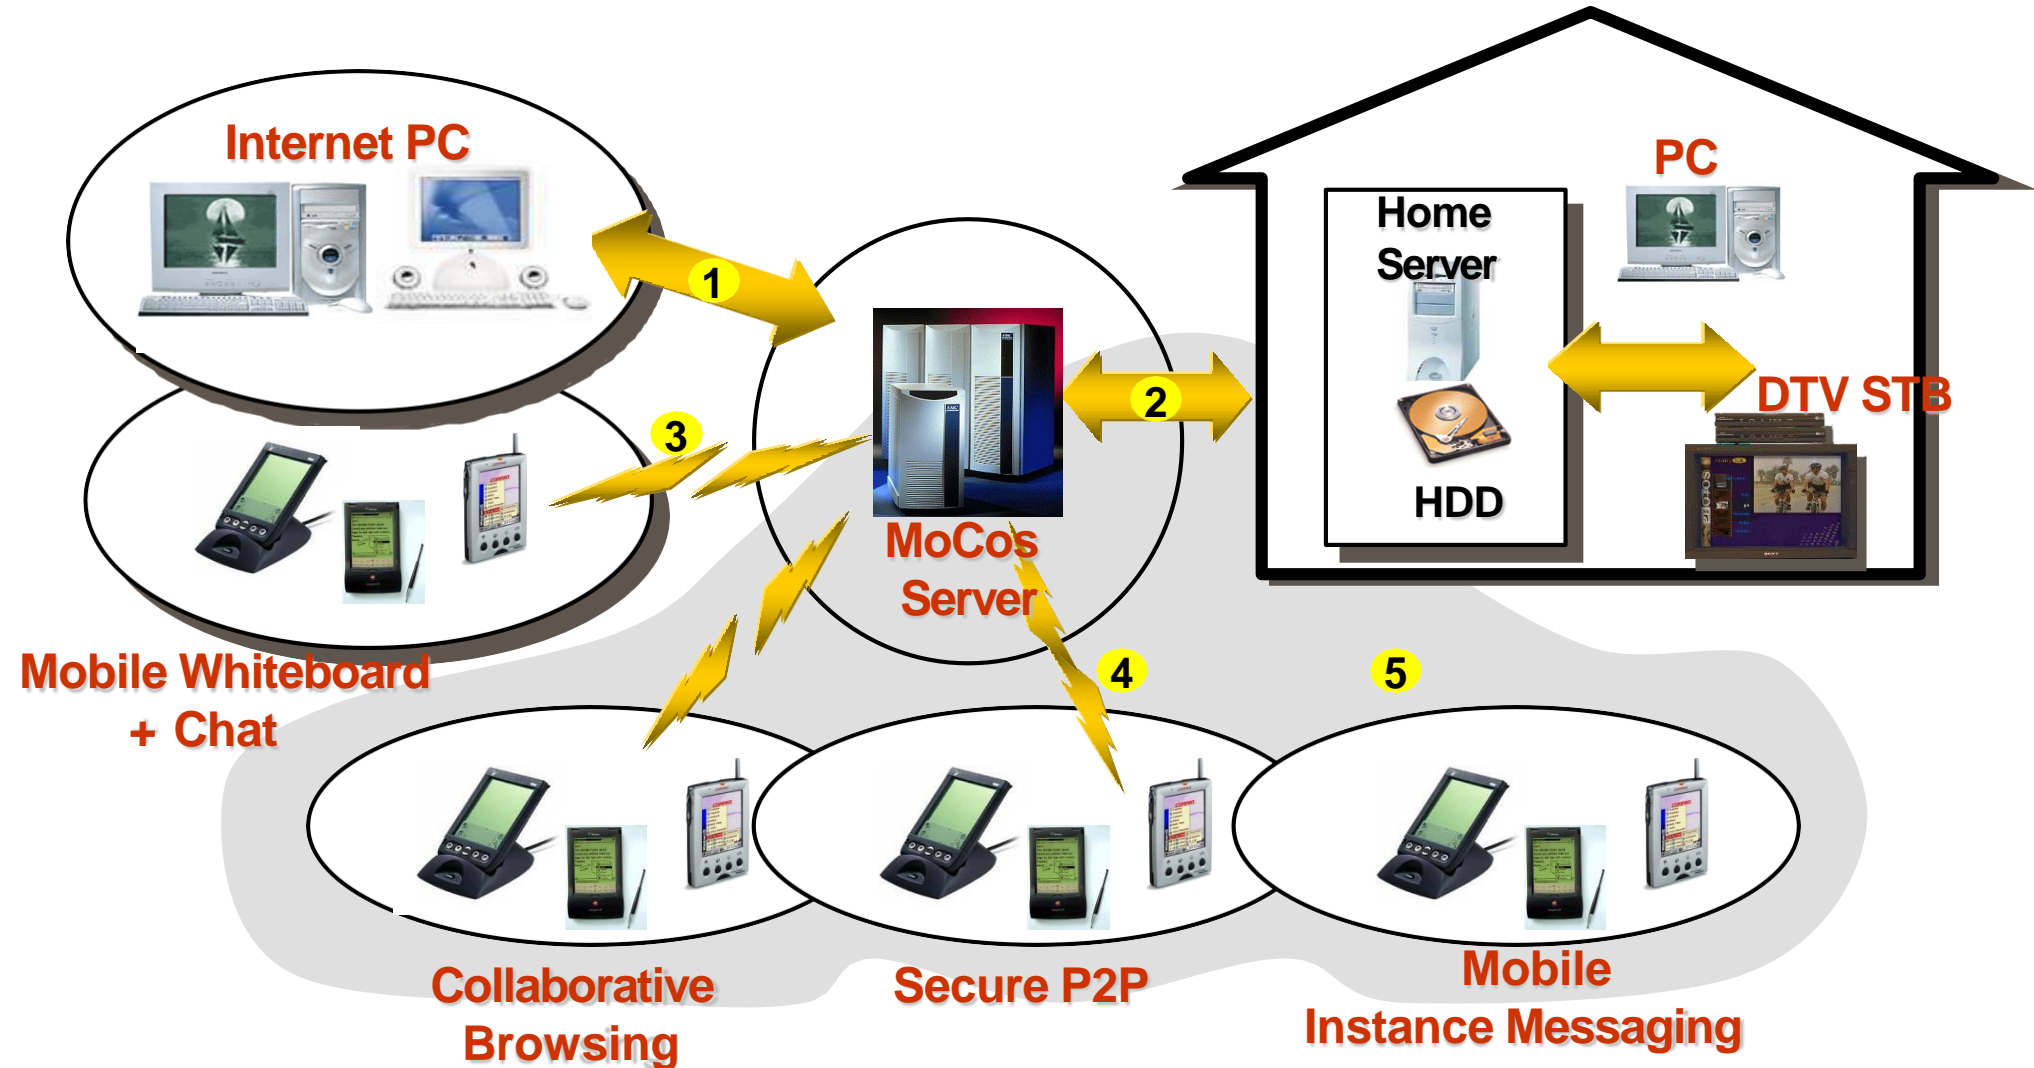 Internet PC
1
PC
Home
Server
2
DTV STB
3
HDD
MoCos
Server
Mobile Whiteboard
+ Chat
4
5
Collaborative
Browsing
Secure P2P
Mobile
Instance Messaging